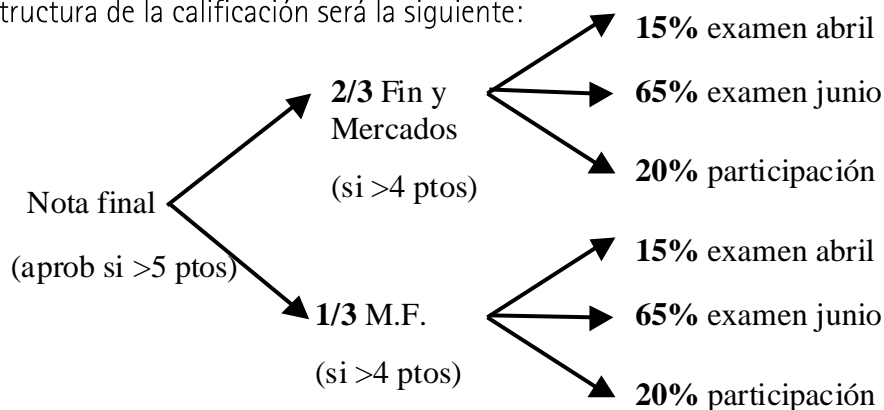 tructura de la calificación será la siguiente:
15% examen abril
2/3 Fin y
Mercados
(si >4 ptos)
65% examen junio
20% participación
Nota final
(aprob si >5 ptos)
1/3 M.F.
(si >4 ptos)
15% examen abril
65% examen junio
20% participación